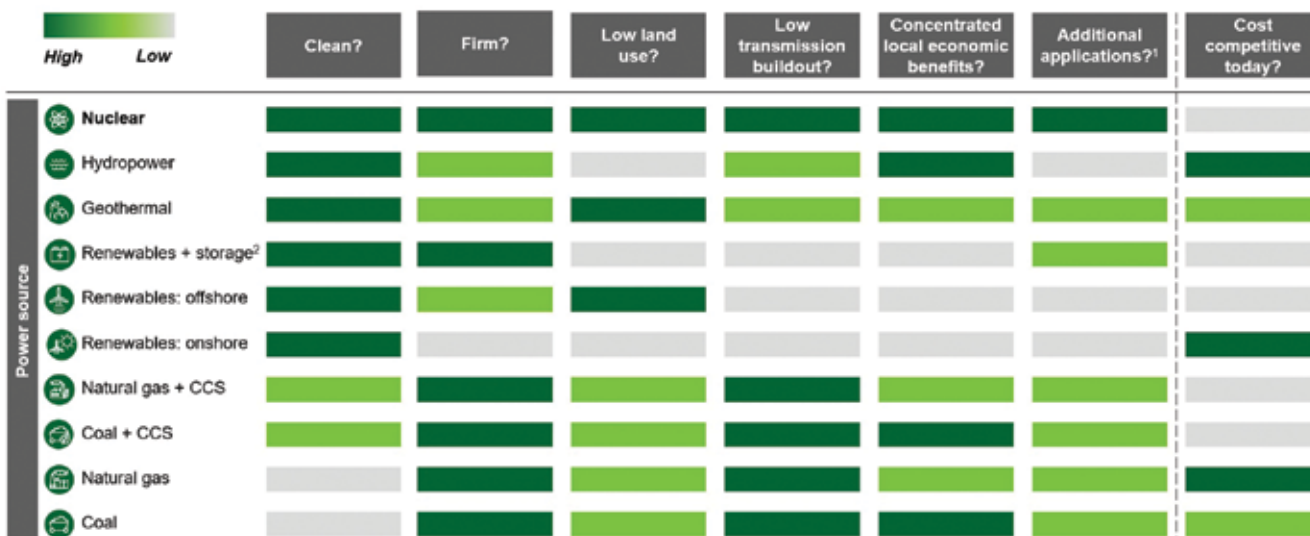 High Low
Clean?
Firm?
Low land
use?
Low
transmission
buildout?
Concentrated
local economic
benefits?
Additional
applications?¹
Cost
competitive
today?
Power source
Nuclear
Hydropower
Geothermal
Renewables + storage²
Renewables: offshore
Renewables: onshore
Natural gas + CCS
Coal + CCS
Natural gas
Coal